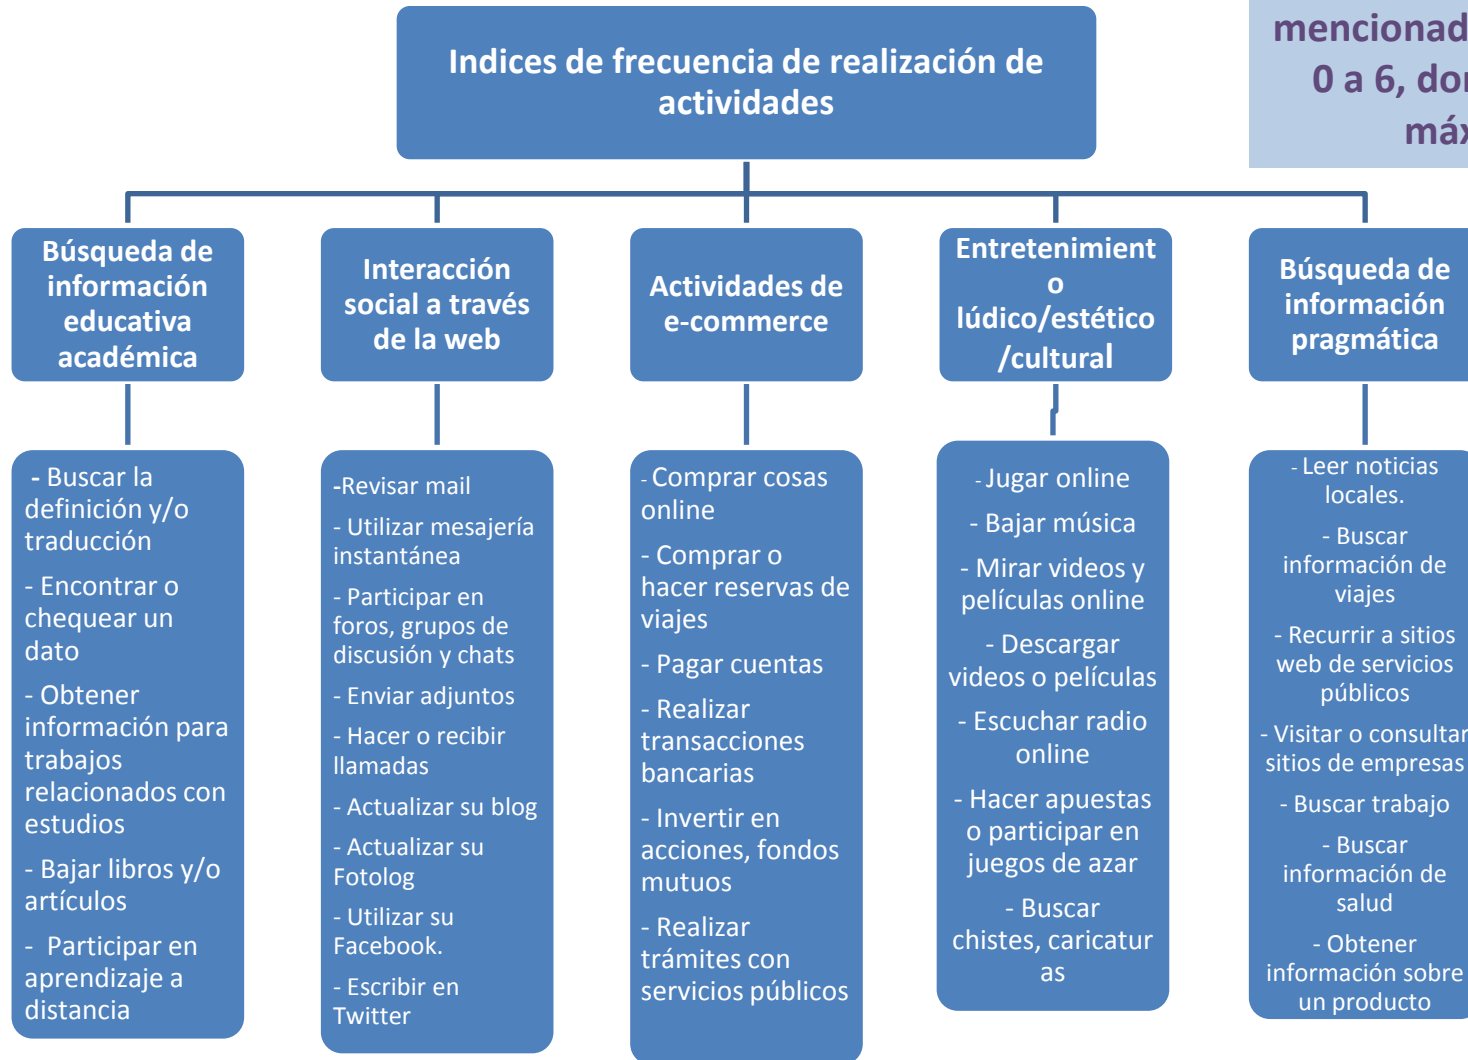 Indices de frecuencia de realización de
actividades
0 a 6,
Búsqueda de
información
educativa
académica
Interacción
social a través
de la web
Actividades de
e-commerce
Entretenimient
o
lúdico/estético
/cultural
Búsqueda de
información
pragmática
- Buscar la
definición y/o
traducción
- Encontrar o
chequear un
dato
- Obtener
información para
trabajos
relacionados con
estudios
- Bajar libros y/o
artículos
- Participar en
aprendizaje a
distancia
-Revisar mail
- Utilizar mesajería
instantánea
- Participar en
foros, grupos de
discusión y chats
- Enviar adjuntos
- Hacer o recibir
llamadas
- Actualizar su blog
- Actualizar su
Fotolog
- Utilizar su
Facebook.
- Escribir en
Twitter
- Comprar cosas
online
- Comprar o
hacer reservas de
viajes
- Pagar cuentas
- Realizar
transacciones
bancarias
- Invertir en
acciones, fondos
mutuos
- Realizar
trámites con
servicios públicos
- Jugar online
- Bajar música
- Mirar videos y
películas online
- Descargar
videos o películas
- Escuchar radio
online
- Hacer apuestas
o participar en
juegos de azar
- Buscar
chistes, caricatur
as
- Leer noticias
locales.
- Buscar
información de
viajes
- Recurrir a sitios
web de servicios
públicos
- Visitar o consultar
sitios de empresas
- Buscar trabajo
- Buscar
información de
salud
- Obtener
información sobre
un producto